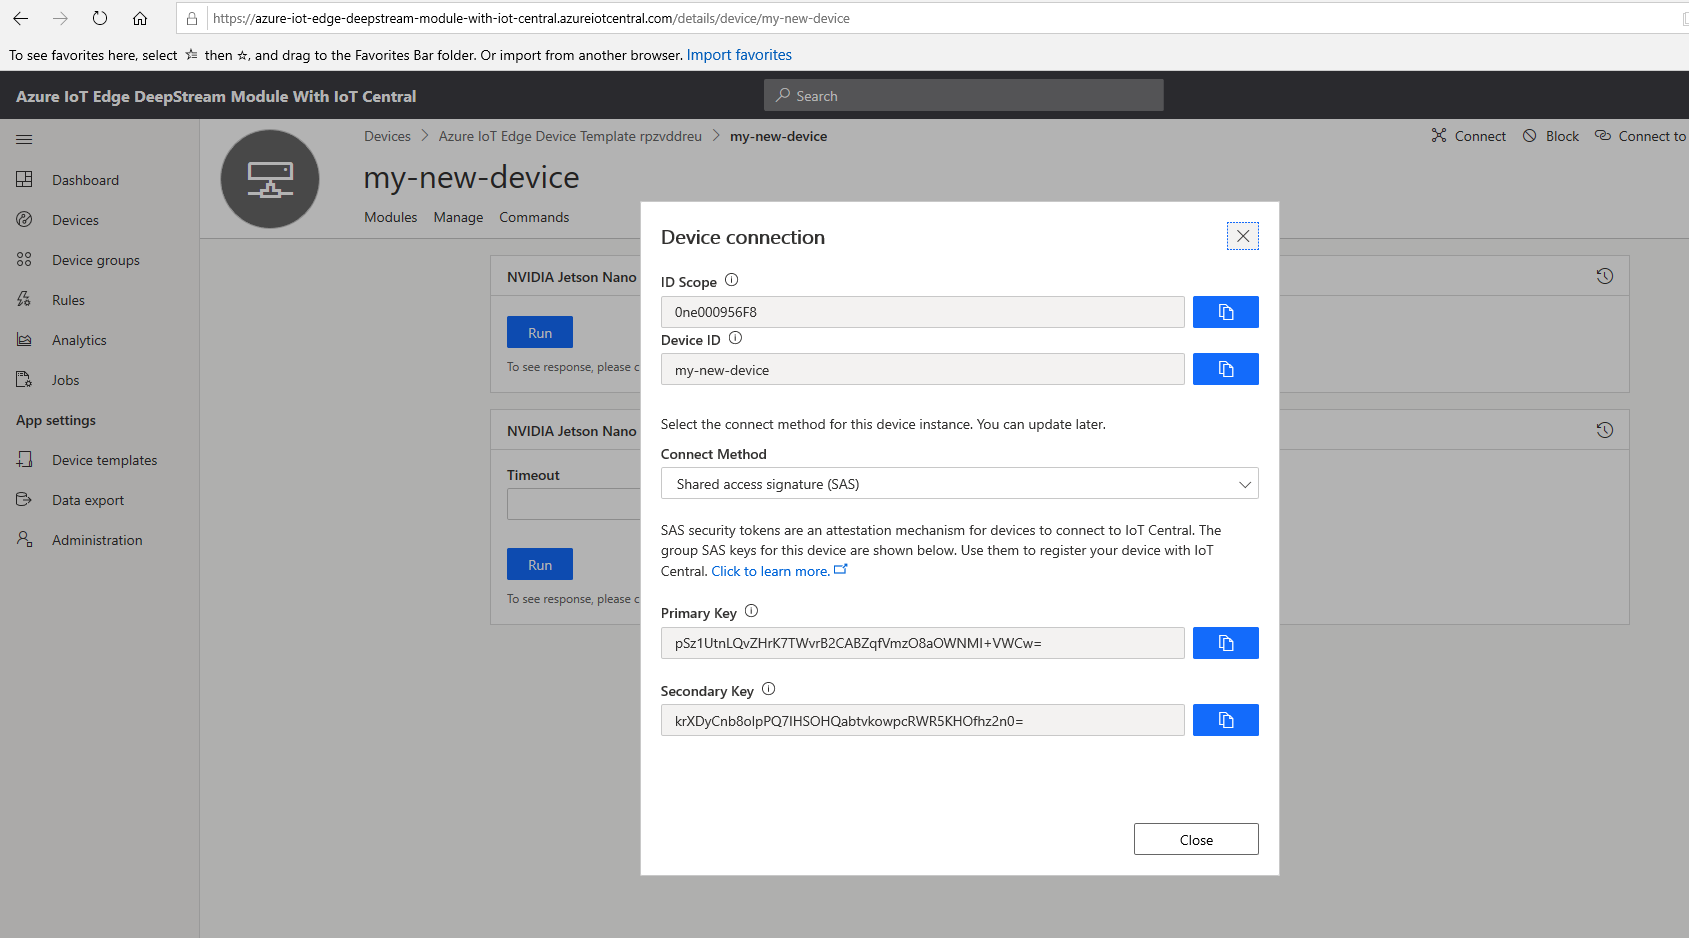 https://azure-iot-edge-deepstream-module-with-iot-central.azureiotcentral.com/details/device/my-new-device
To see favorites here, select then , and drag to the Favorites Bar folder. Or import from another browser. Import favorites
Azure IoT Edge DeepStream Module With IoT Central
Search
Dashboard
Devices
Device groups
Rules
Analytics
Jobs
App settings
Device templates
Data export
Administration
Devices > Azure IoT Edge Device Template rpzvddreu > my-new-device
Connect
Block
Connect to
my-new-device
Modules Manage Commands
NVIDIA Jetson Nano
Run
To see response, please c
NVIDIA Jetson Nano
Timeout
Run
To see response, please c
Device connection
ID Scope
0ne000956F8
Device ID
my-new-device
Select the connect method for this device instance. You can update later.
Connect Method
Shared access signature (SAS)
SAS security tokens are an attestation mechanism for devices to connect to IoT Central. The
group SAS keys for this device are shown below. Use them to register your device with IoT
Central. Click to learn more.
Primary Key
pSz1UtnLQvZHrK7TWvrB2CABZqfVmzO8aOWNMI+VWCw=
Secondary Key
krXDyCnb8olpPQ7IHSOHQabtvkowpcRWR5KHOfhz2n0=
Close